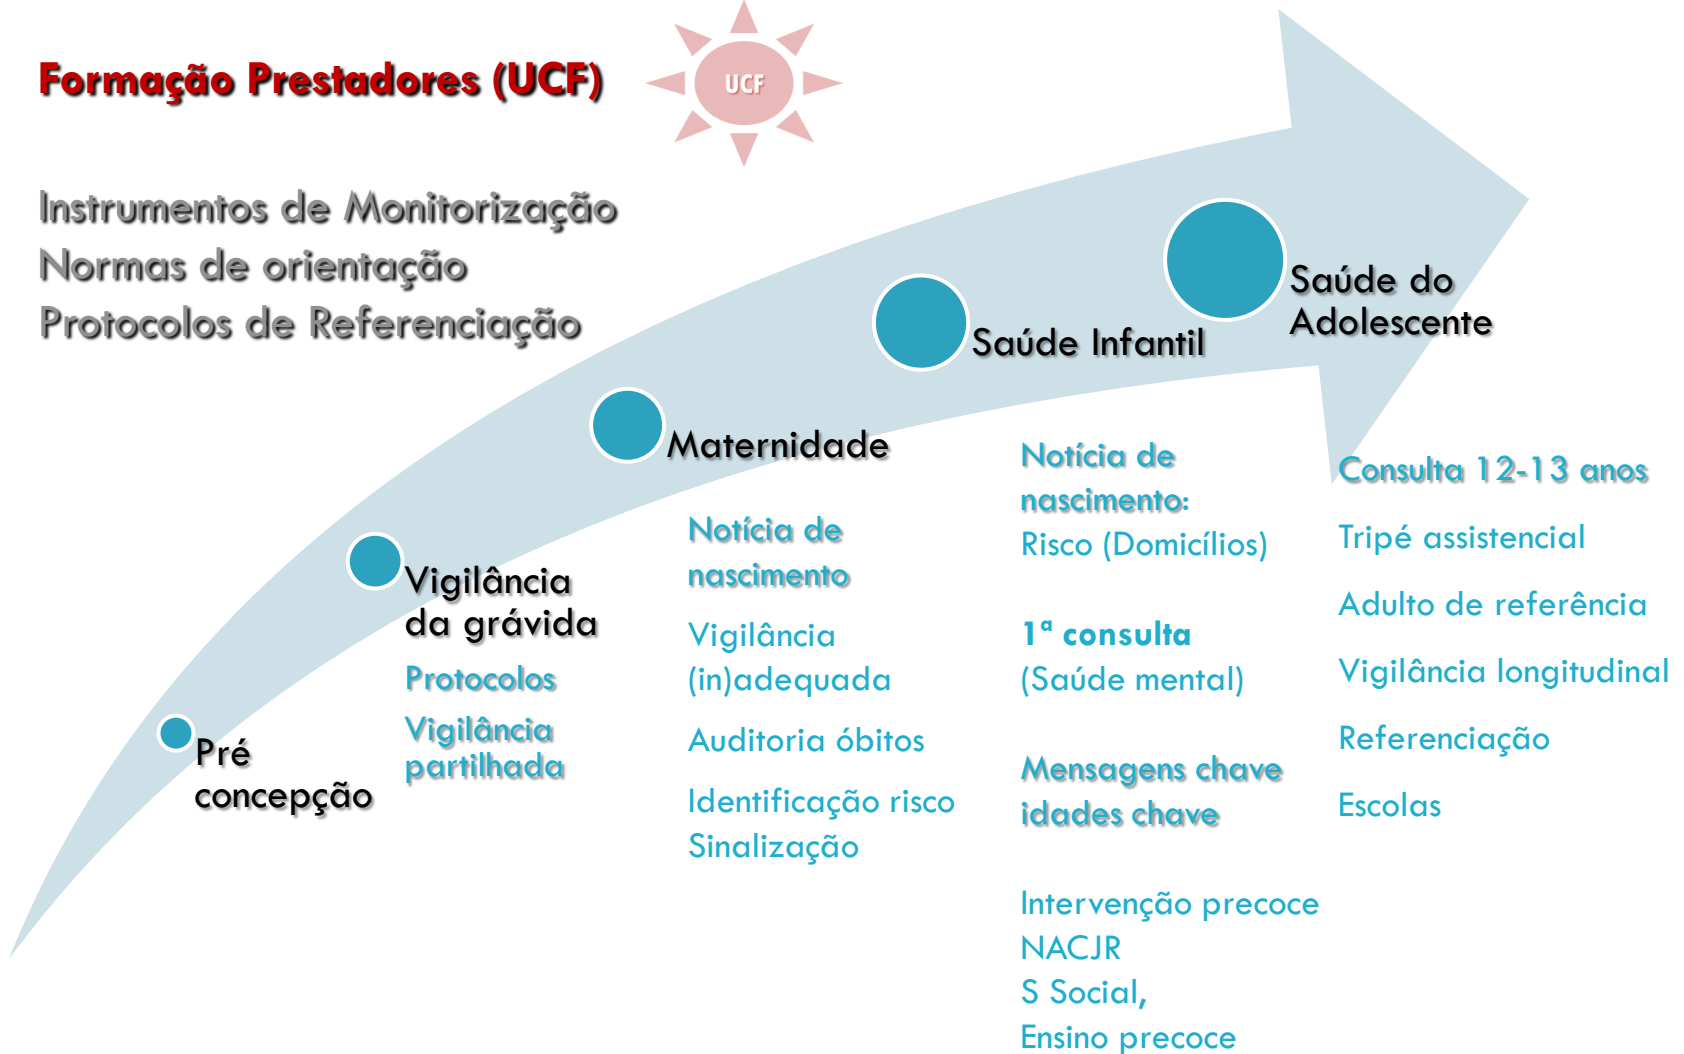 Formação Prestadores (UCF)
UCF
Instrumentos de Monitorização
Normas de orientação
Protocolos de Referenciação
Pré
concepção
Vigilância
da grávida
Protocolos
Vigilância
partilhada
Maternidade
Notícia de
nascimento
Vigilância
(in)adequada
Auditoria óbitos
Identificação risco
Sinalização
Saúde Infantil
Notícia de
nascimento:
Risco (Domicílios)
1ª consulta
(Saúde mental)
Mensagens chave
idades chave
Intervenção precoce
NACJR
S Social,
Ensino precoce
Saúde do
Adolescente
Consulta 12-13 anos
Tripé assistencial
Adulto de referência
Vigilância longitudinal
Referenciação
Escolas